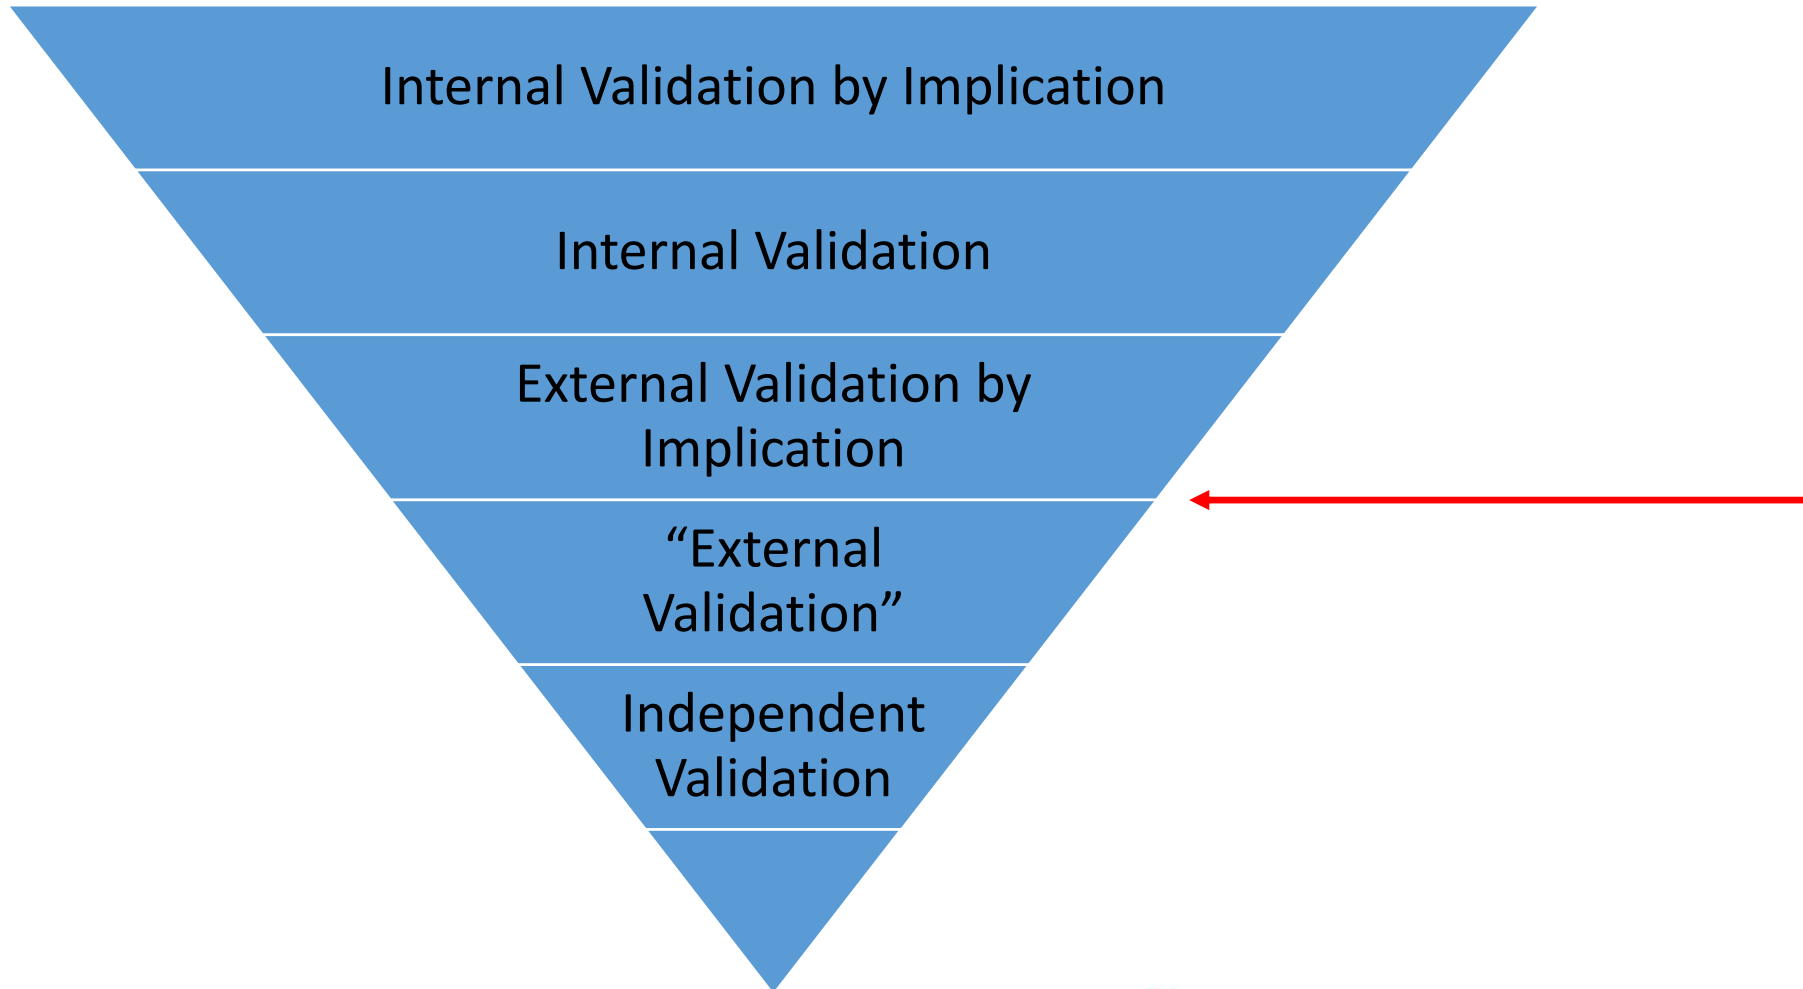 Internal Validation by Implication
Internal Validation
External Validation by
Implication
“External
Validation”
Independent
Validation